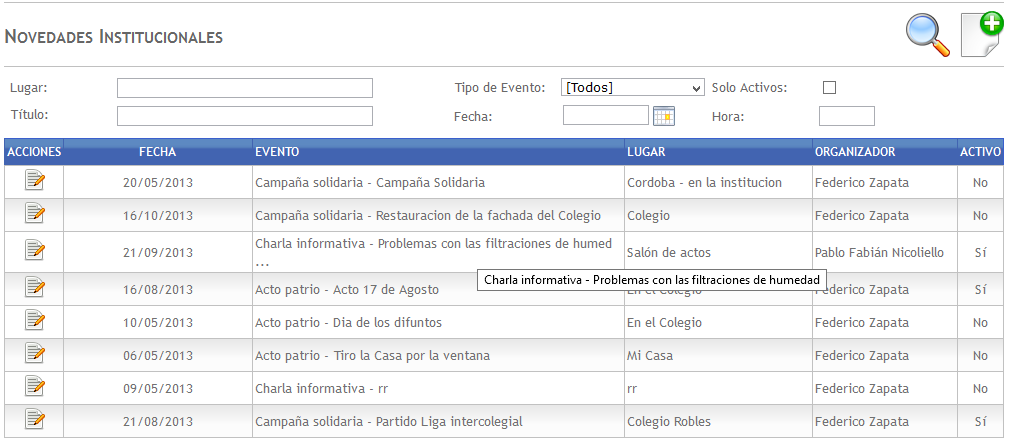 Novedades Institucionales
Lugar: Tipo de Evento: [Todos] Solo Activos:
Título: Fecha: Hora:
ACCIONES FECHA EVENTO LUGAR ORGANIZADOR ACTIVO
20/05/2013 Campaña solidaria - Campaña Solidaria Cordoba - en la institucion Federico Zapata No
16/10/2013 Campaña solidaria - Restauracion de la fachada del Colegio Colegio Federico Zapata No
21/09/2013 Charla informativa - Problemas con las filtraciones de humed Salón de actos Pablo Fabián Nicoliello Sí
...
Charla informativa - Problemas con las filtraciones de humedad
16/08/2013 Acto patrio - Acto 17 de Agosto En el Colegio Federico Zapata Sí
10/05/2013 Acto patrio - Dia de los difuntos En el Colegio Federico Zapata No
06/05/2013 Acto patrio - Tiro la Casa por la ventana Mi Casa Federico Zapata No
09/05/2013 Charla informativa - rr rr Federico Zapata No
21/08/2013 Campaña solidaria - Partido Liga intercolegial Colegio Robles Federico Zapata Sí